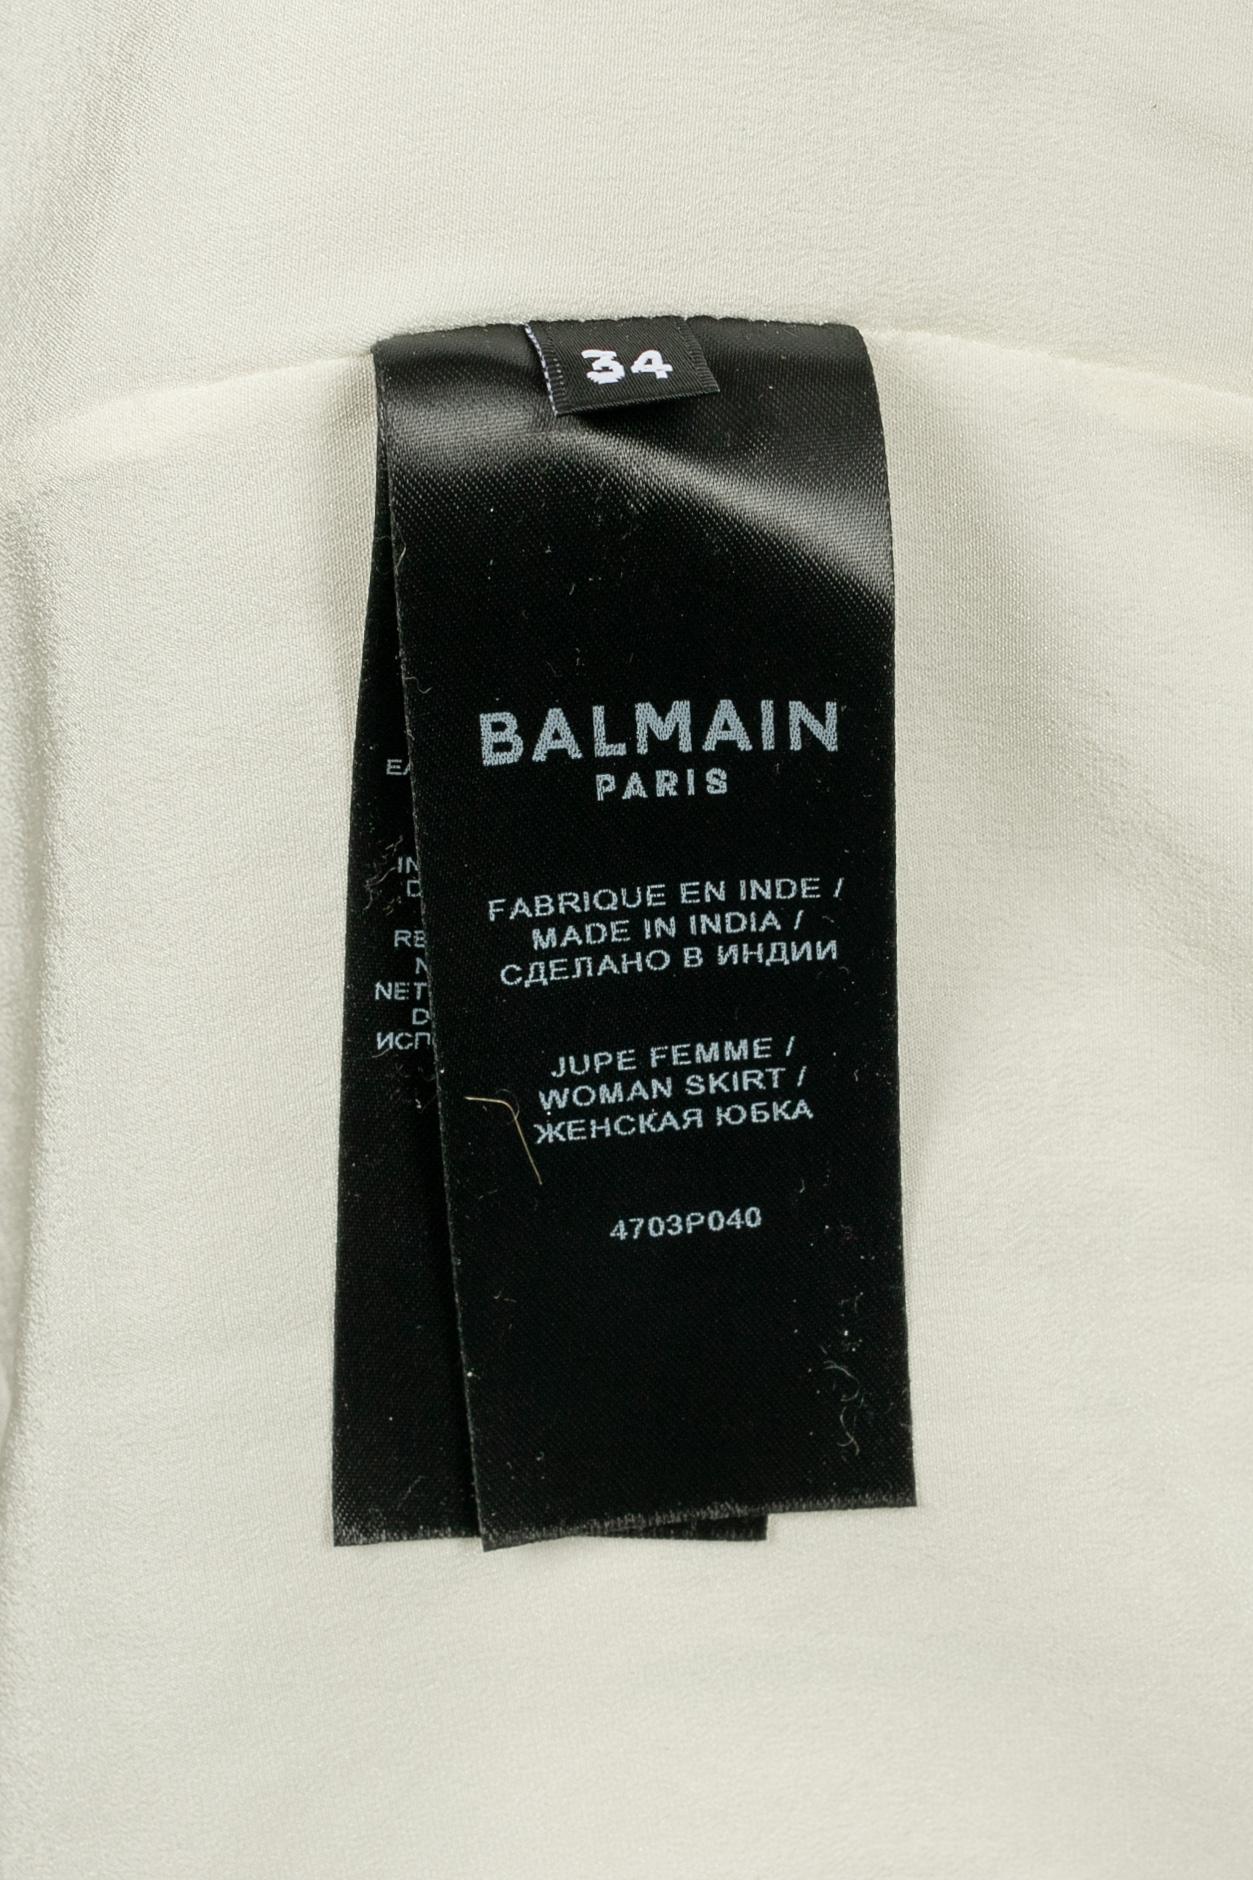 34
BALMAIN
PARIS
FABRIQUE EN INDE /
MADE IN INDIA /
СДЕЛАНО В ИНДИИ
JUPE FEMME /
WOMAN SKIRT /
ЖЕНСКАЯ ЮБКА
4703P040